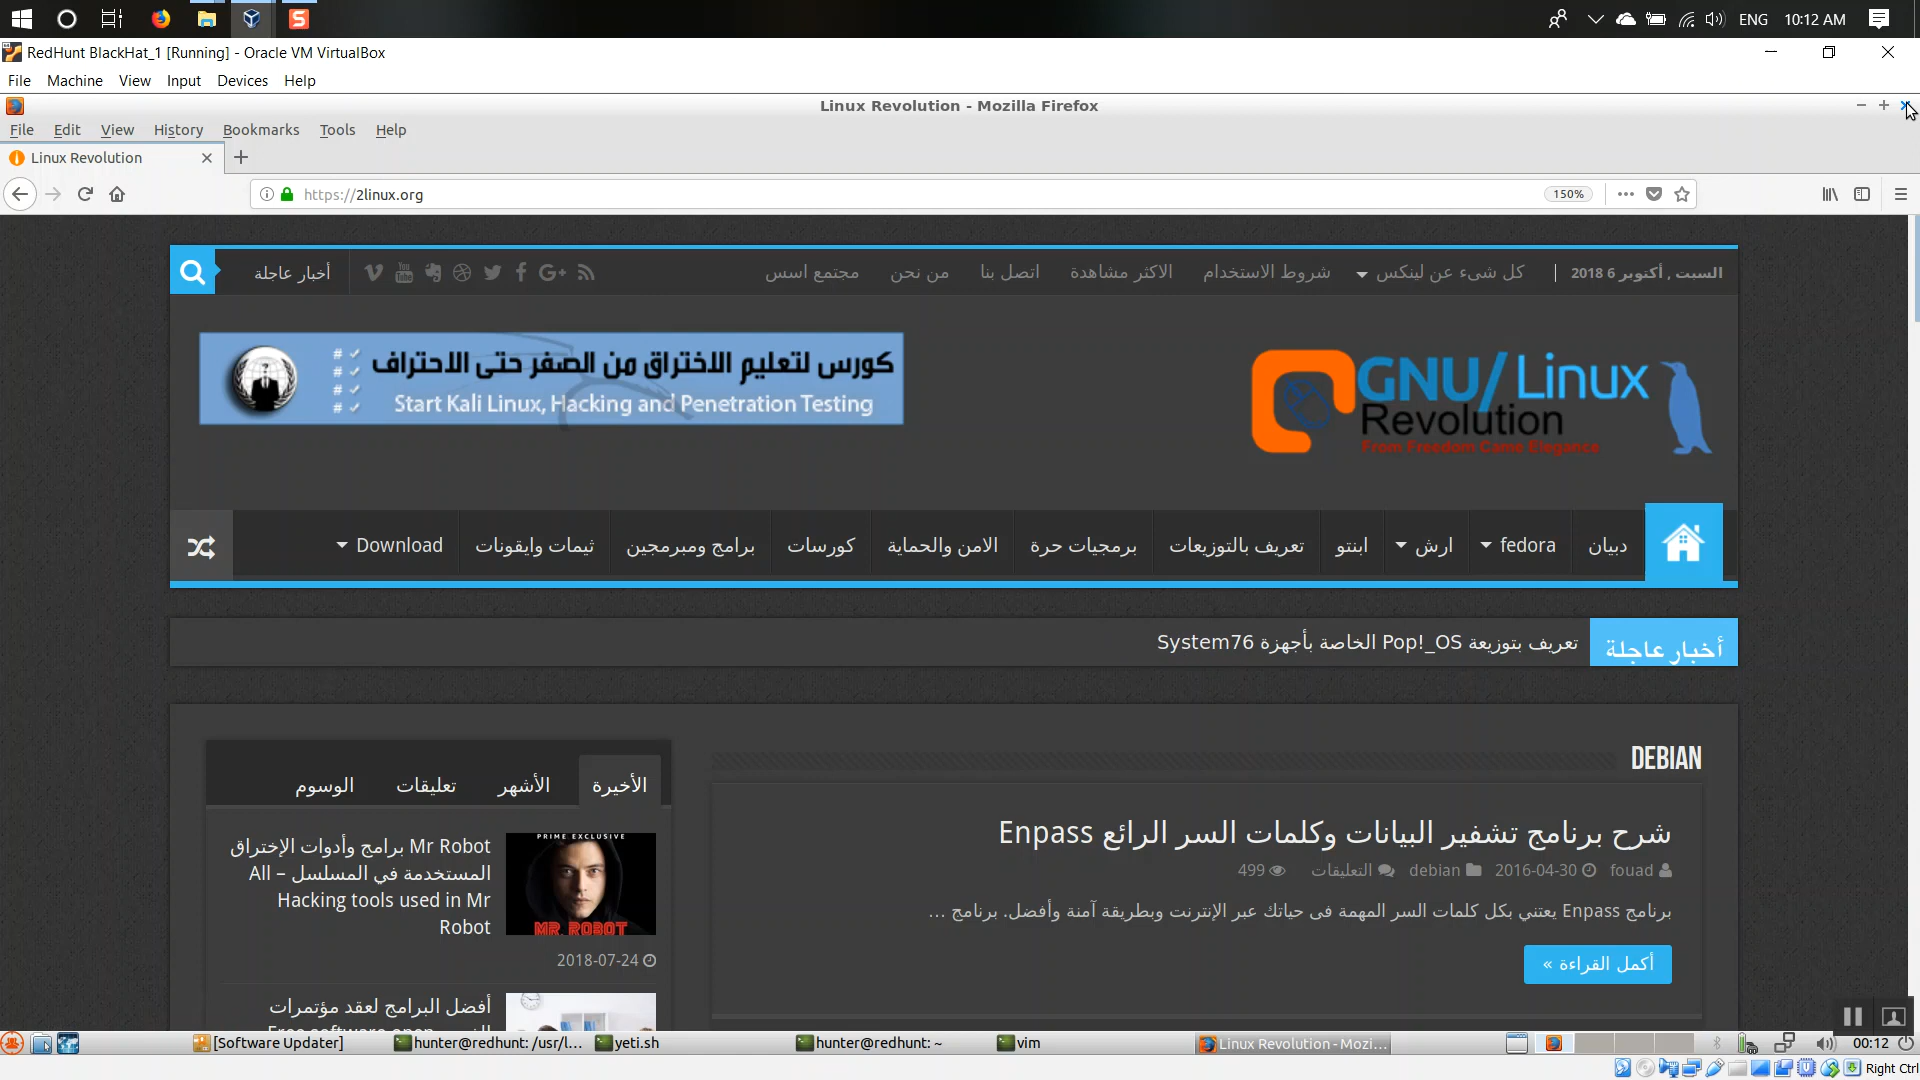 ENG 10:12 AM
RedHunt BlackHat_1 [Running] - Oracle VM VirtualBox
File Machine View Input Devices Help
Linux Revolution - Mozilla Firefox
File Edit View History Bookmarks Tools Help
Linux Revolution
https://2linux.org 150%
السبت , أكتوبر 6 2018
كل شىء عن لينكس شروط الاستخدام الاكثر مشاهدة اتصل بنا من نحن مجتمع اسس
أخبار عاجلة
كورس لتعليم الاختراق من الصفر حتى الاحتراف
Start Kali Linux, Hacking and Penetration Testing
GNU/Linux
Revolution
From Freedom Came Elegance
دبيان fedora ارش ابنتو تعريف بالتوزيعات برمجيات حرة الامن والحماية كورسات برامج ومبرمجين ثيمات وايقونات Download
أخبار عاجلة
تعريف بتوزيعة Pop!_OS الخاصة بأجهزة System76
DEBIAN
شرح برنامج تشفير البيانات وكلمات السر الرائع Enpass
fouad 2016-04-30 debian التعليقات 499
برنامج Enpass يعتني بكل كلمات السر المهمة فى حياتك عبر الإنترنت وبطريقة آمنة وأفضل. برنامج ...
أكمل القراءة »
الأخيرة الأشهر تعليقات الوسوم
PRIME EXCLUSIVE
MR. ROBOT
Mr Robot برامج وأدوات الإختراق
المستخدمة في المسلسل – All
Hacking tools used in Mr
Robot
2018-07-24
أفضل البرامج لعقد مؤتمرات
[Software Updater] hunter@redhunt: /usr/l... yeti.sh hunter@redhunt: ~ vim Linux Revolution - Mozi... 00:12
Right Ctrl